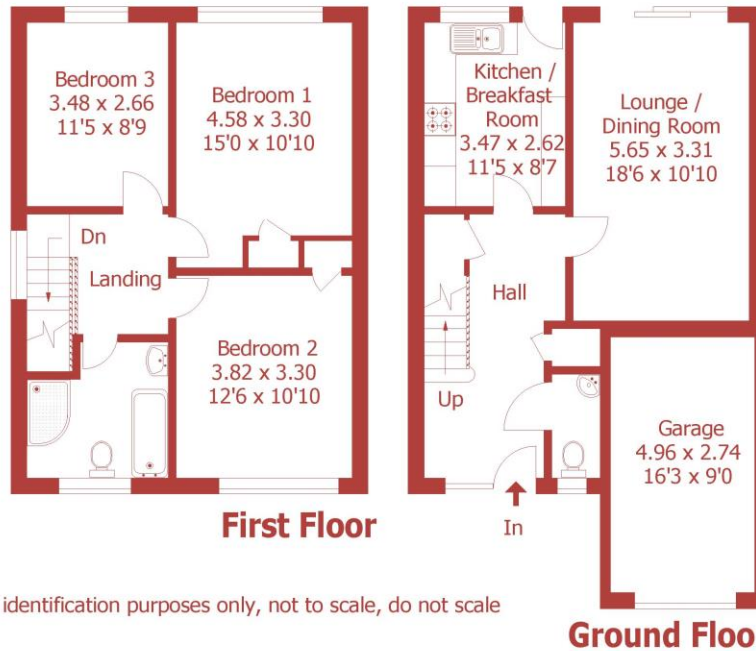 Bedroom 3
3.48 x 2.66
11'5 x 8'9
Bedroom 1
4.58 x 3.30
15'0 x 10'10
Dn
Landing
Bedroom 2
3.82 x 3.30
12'6 x 10'10
First Floor
Kitchen /
Breakfast
Room
3.47 x 2.62
11'5 x 8'7
Lounge /
Dining Room
5.65 x 3.31
18'6 x 10'10
Hall
Up
In
Garage
4.96 x 2.74
16'3 x 9'0
identification purposes only, not to scale, do not scale
Ground Floo